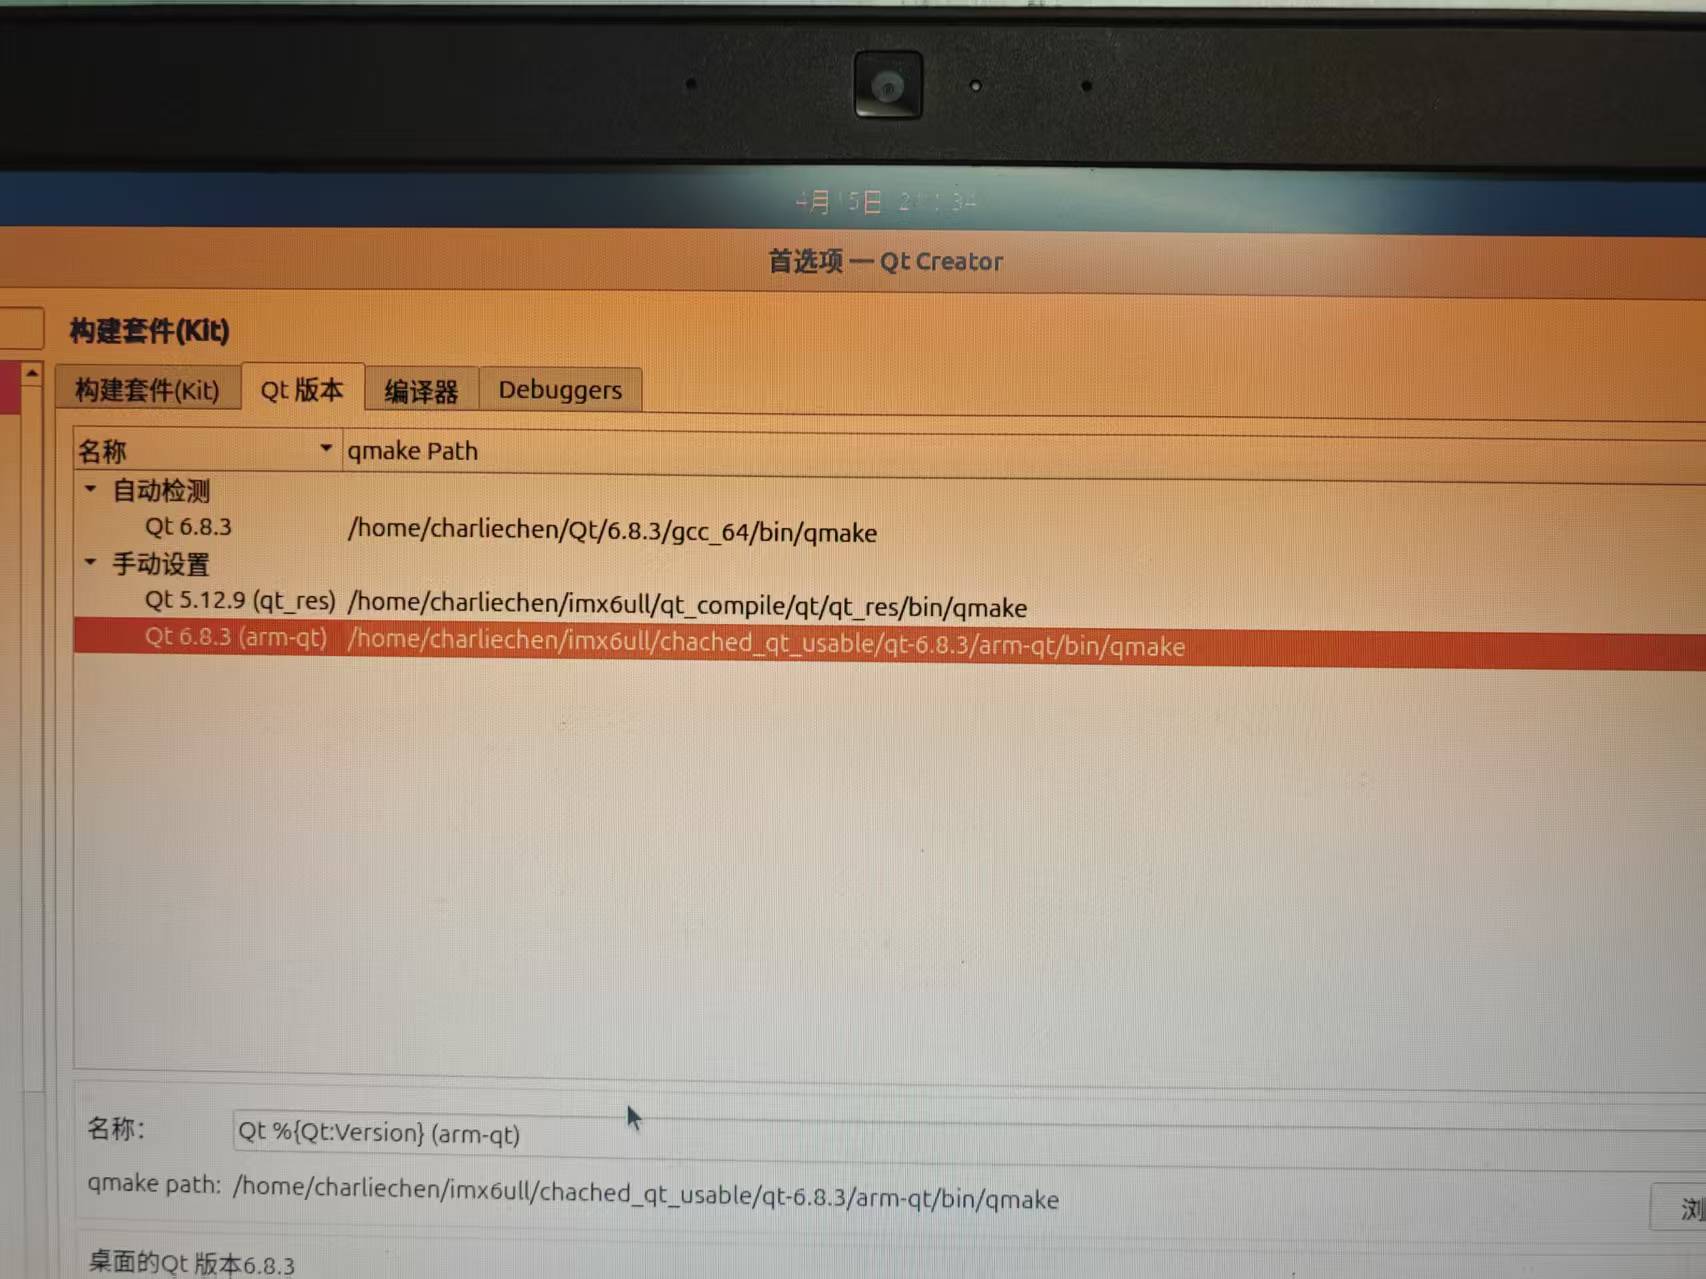 4月15日
首选项 — Qt Creator
构建套件(Kit)
构建套件(Kit) Qt 版本 编译器 Debuggers
名称 qmake Path
自动检测
Qt 6.8.3 /home/charliechen/Qt/6.8.3/gcc_64/bin/qmake
手动设置
Qt 5.12.9 (qt_res) /home/charliechen/imx6ull/qt_compile/qt/qt_res/bin/qmake
Qt 6.8.3 (arm-qt) /home/charliechen/imx6ull/chached_qt_usable/qt-6.8.3/arm-qt/bin/qmake
名称: Qt %{Qt:Version} (arm-qt)
qmake path: /home/charliechen/imx6ull/chached_qt_usable/qt-6.8.3/arm-qt/bin/qmake
浏
桌面的Qt 版本6.8.3